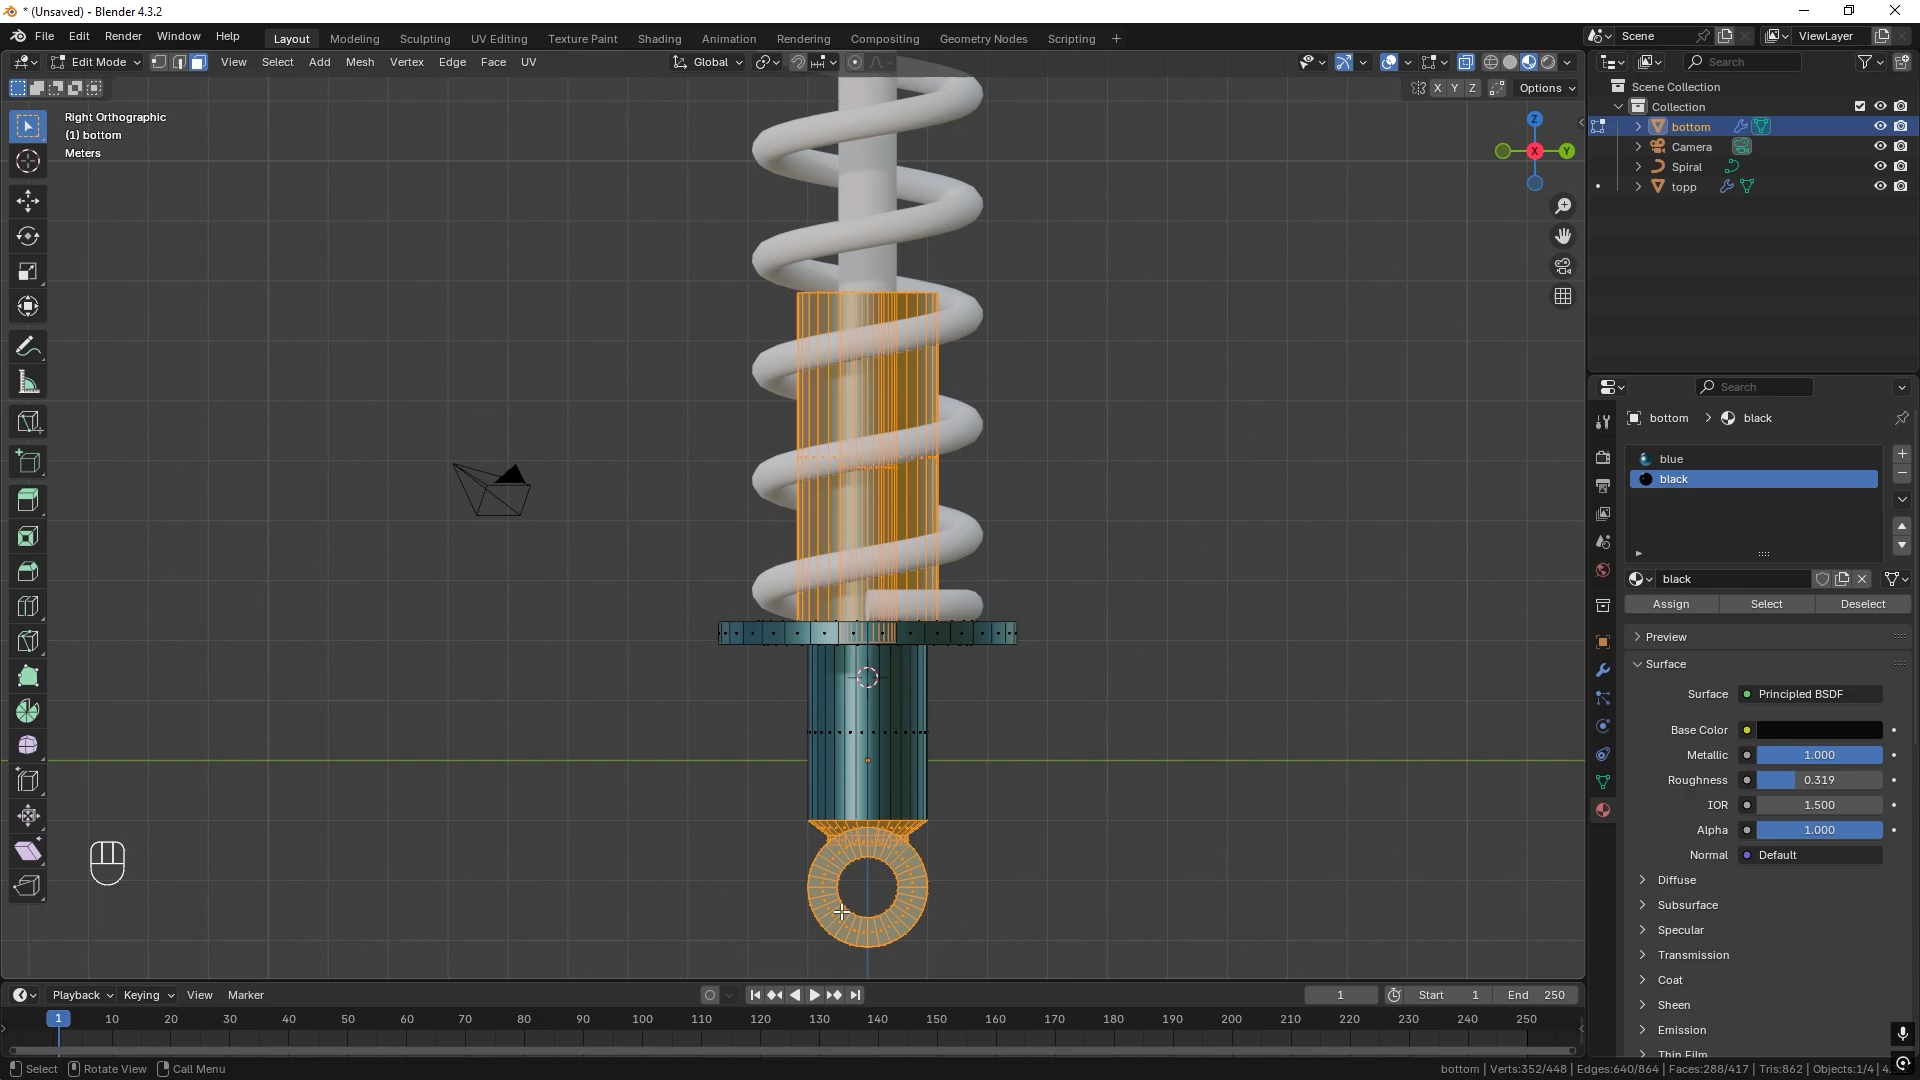 * (Unsaved) - Blender 4.3.2
File Edit Render Window Help
Layout Modeling Sculpting UV Editing Texture Paint Shading Animation Rendering Compositing Geometry Nodes Scripting +
Scene
ViewLayer
Edit Mode View Select Add Mesh Vertex Edge Face UV
Global
X Y Z Options
Right Orthographic
(1) bottom
Meters
Z
X
Y
Search
Scene Collection
Collection
bottom
Camera
Spiral
topp
Search
bottom > black
blue
black
black
Assign Select Deselect
Preview
Surface
Surface Principled BSDF
Base Color
Metallic 1.000
Roughness 0.319
IOR 1.500
Alpha 1.000
Normal Default
Diffuse
Subsurface
Specular
Transmission
Coat
Sheen
Emission
Thin Film
Playback Keying View Marker
1 Start 1 End 250
1 10 20 30 40 50 60 70 80 90 100 110 120 130 140 150 160 170 180 190 200 210 220 230 240 250
Select Rotate View Call Menu
bottom | Verts:352/448 | Edges:640/864 | Faces:288/417 | Tris:862 | Objects:1/4 | 4.